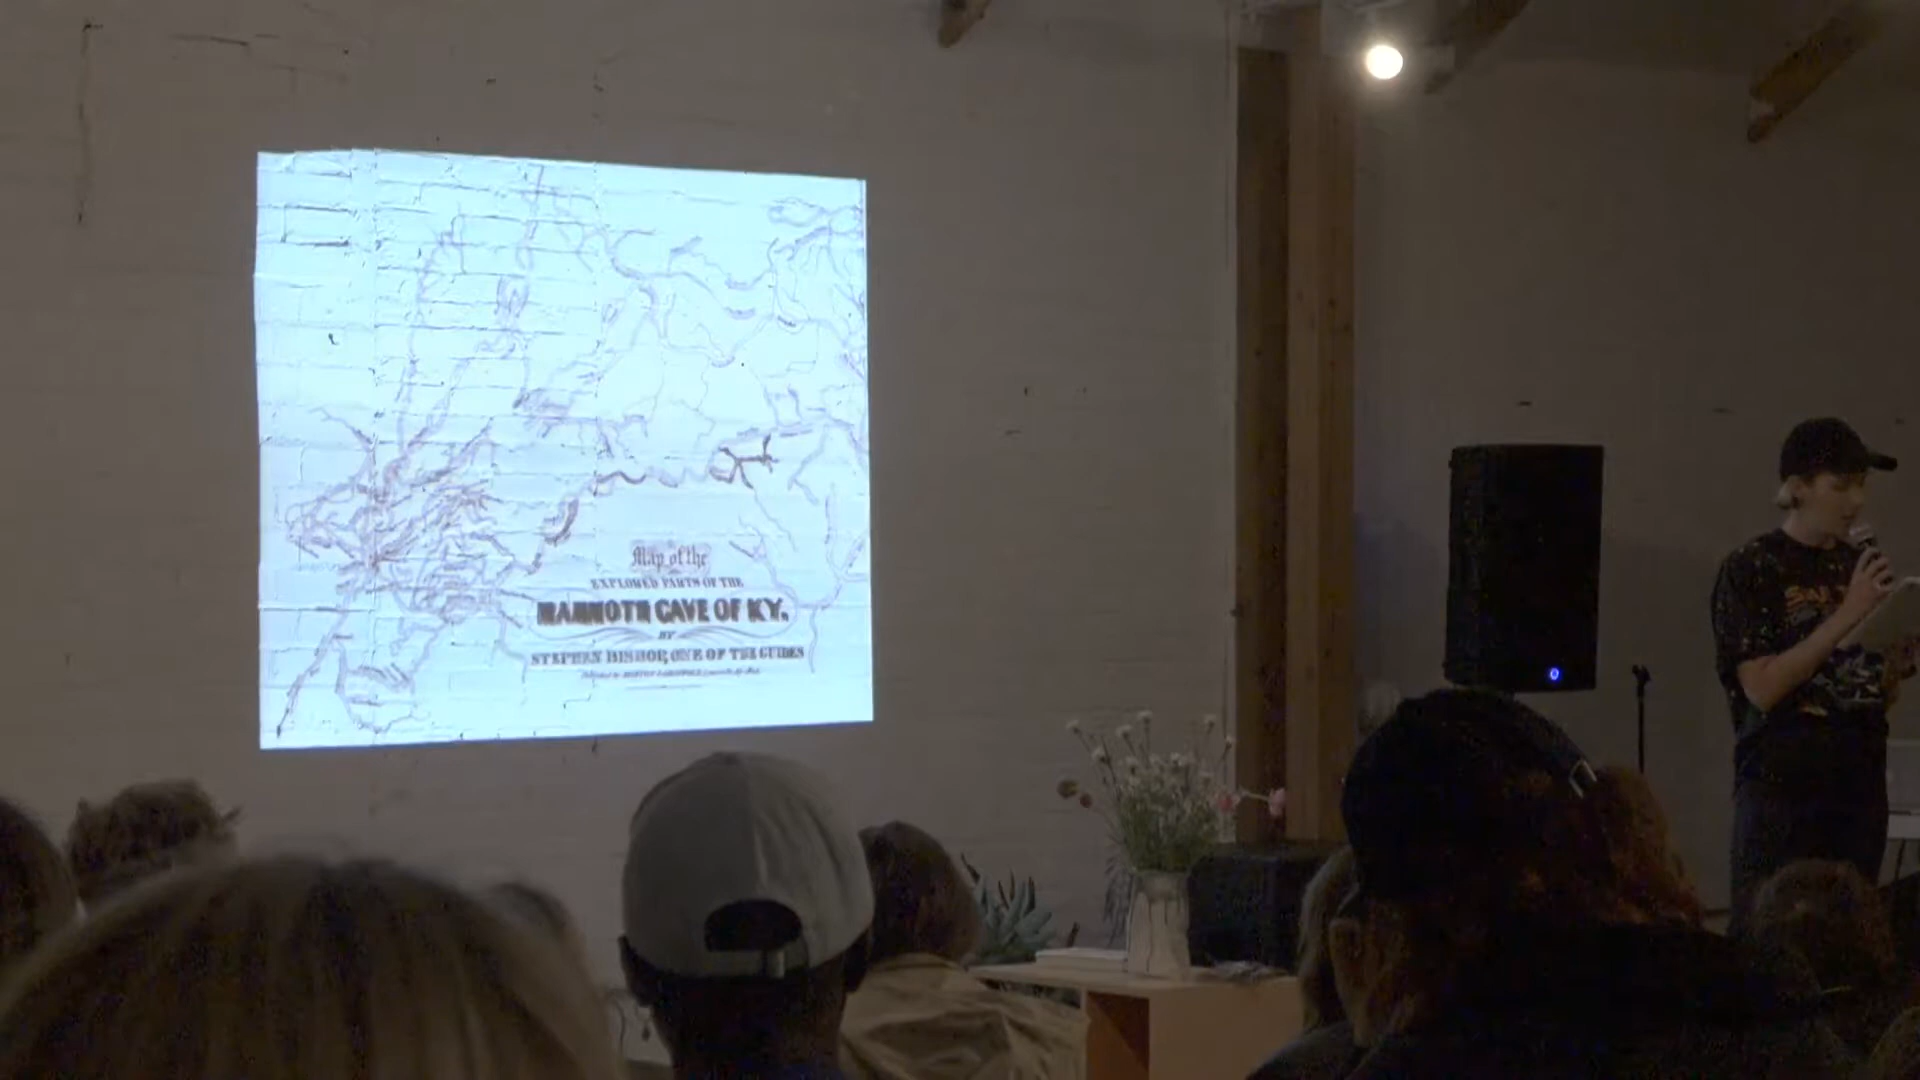 Map of the
EXPLORED PARTS OF THE
MAMMOTH CAVE OF KY.
BY
STEPHEN BISHOP, ONE OF THE GUIDES